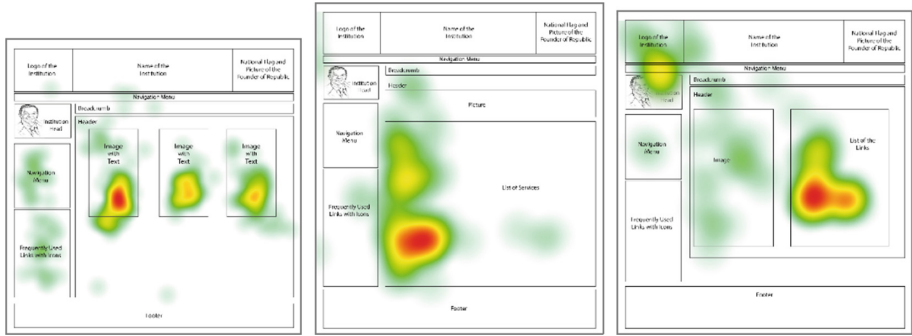 Logo of the
Institution
Name of the
Institution
National Flag and
Picture of the
Founder of Republic
Navigation Menu
Institution
Head
Breadcrumb
Header
Navigation
Menu
Frequently Used
Links with Icons
Image
with
Text
Image
with
Text
Image
with
Text
Footer
Logo of the
Institution
Name of the
Institution
National Flag and
Picture of the
Founder of Republic
Navigation Menu
Institution
Head
Breadcrumb
Header
Picture
Navigation
Menu
Frequently Used
Links with Icons
List of Services
Footer
Logo of the
Institution
Name of the
Institution
National Flag and
Picture of the
Founder of Republic
Navigation Menu
Institution
Head
Breadcrumb
Header
Navigation
Menu
Frequently Used
Links with Icons
Image
List of the
Links
Footer